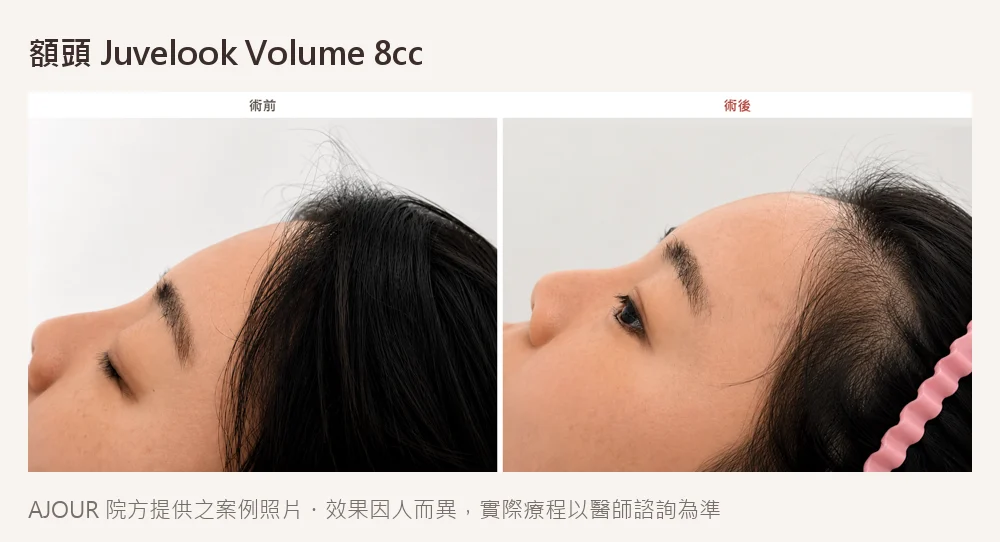 額頭 Juvelook Volume 8cc
術前
術後
AJOUR 院方提供之案例照片・效果因人而異，實際療程以醫師諮詢為準